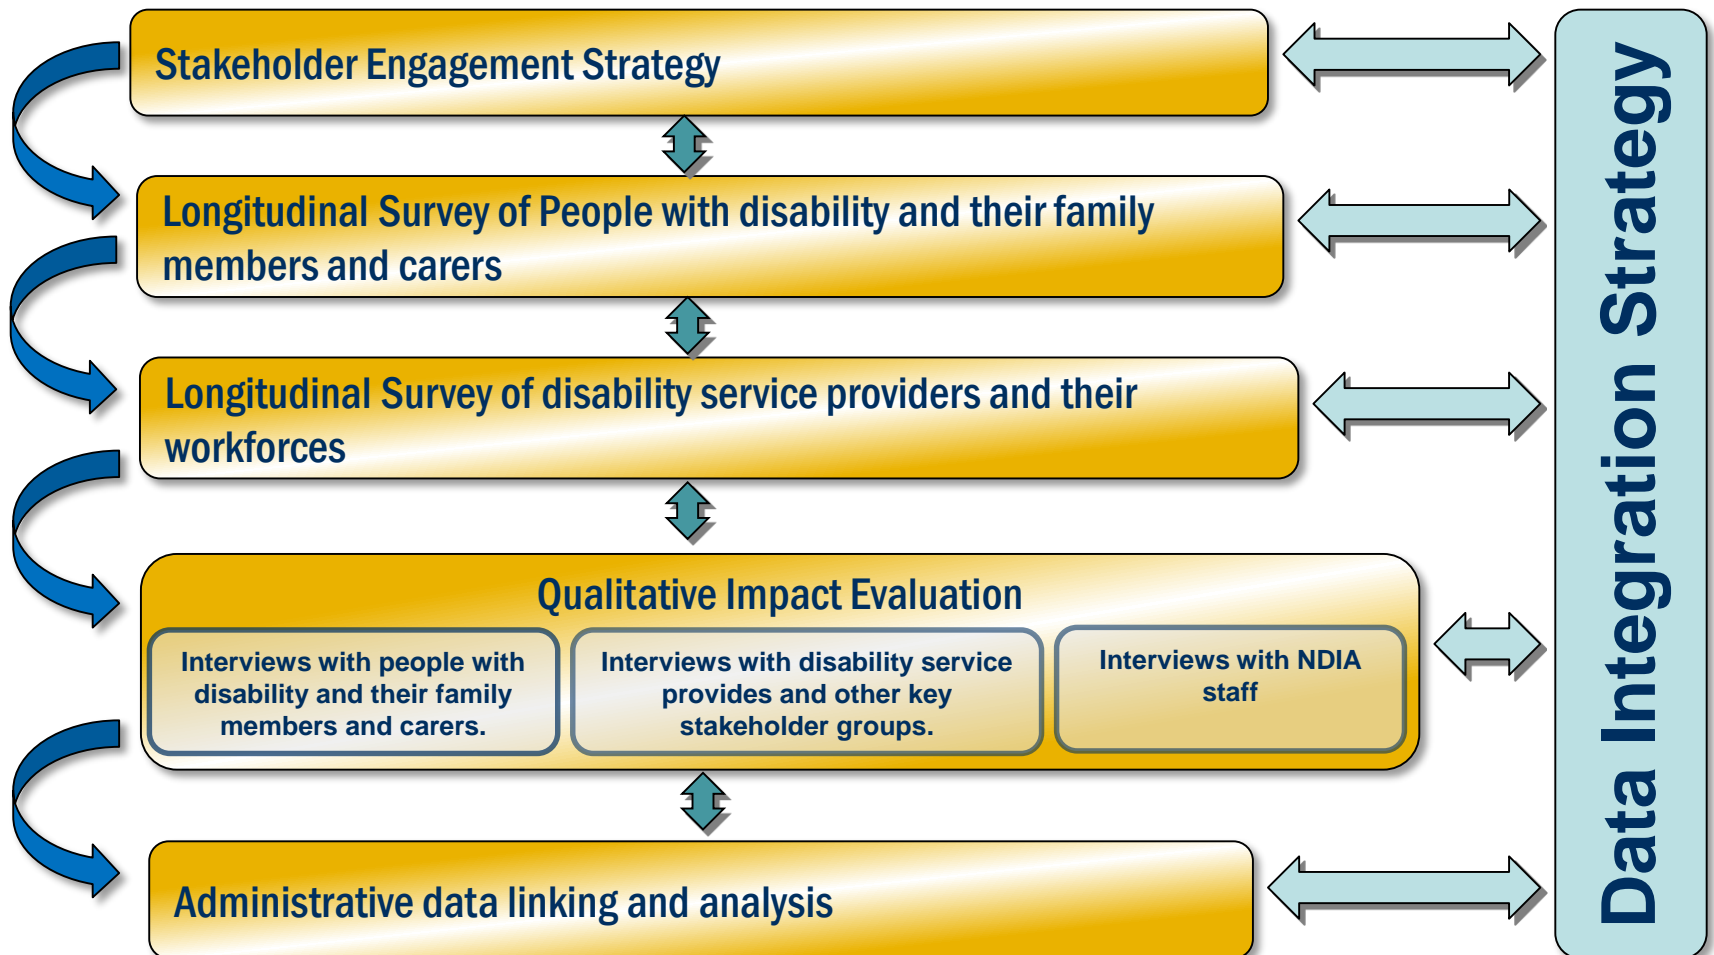 Stakeholder Engagement Strategy
Longitudinal Survey of People with disability and their family
members and carers
Longitudinal Survey of disability service providers and their
workforces
Qualitative Impact Evaluation
Interviews with people with
disability and their family
members and carers.
Interviews with disability service
provides and other key
stakeholder groups.
Interviews with NDIA
staff
Administrative data linking and analysis
Data Integration Strategy